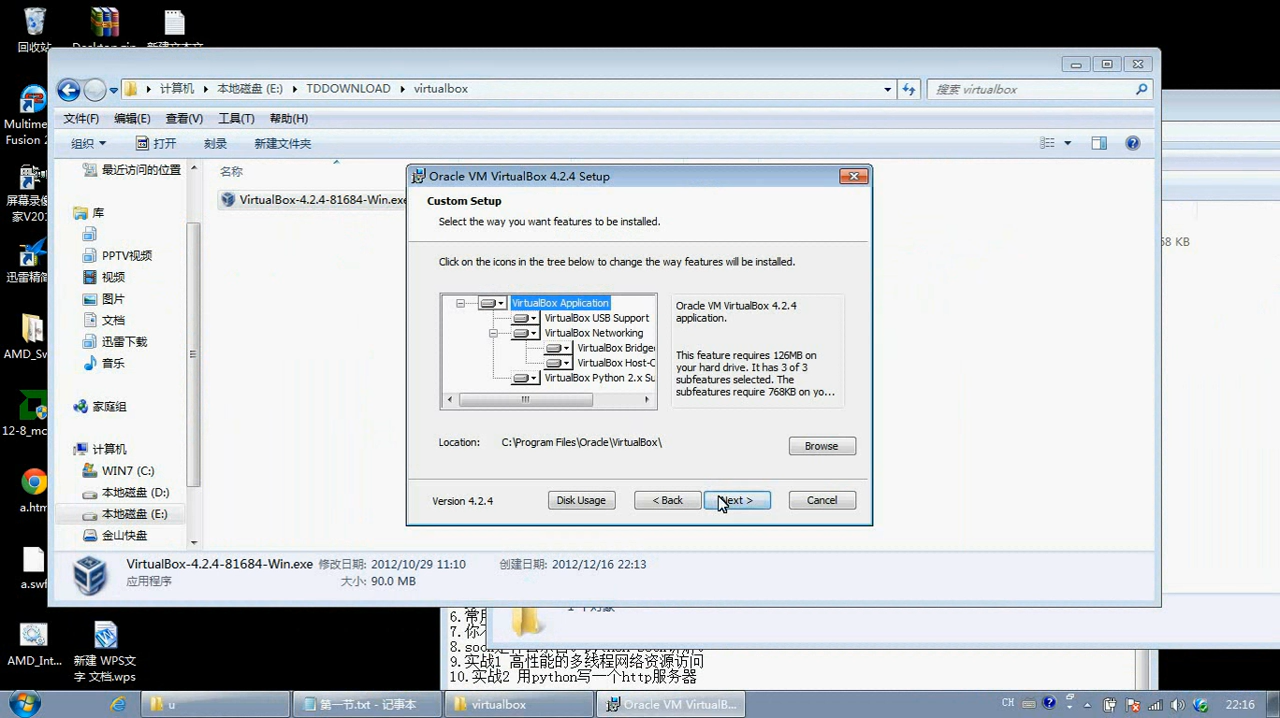 回收站
Multime
Fusion 2
屏幕录像
家V20
迅雷精简
AMD_Sw
12-8_mc
a.htm
a.swf
AMD_Int...
新建 WPS文
字 文档.wps
计算机 本地磁盘 (E:) TDDOWNLOAD virtualbox
搜索 virtualbox
文件(F) 编辑(E) 查看(V) 工具(T) 帮助(H)
组织 打开 刻录 新建文件夹
最近访问的位置
库
PPTV视频
视频
图片
文档
迅雷下载
音乐
家庭组
计算机
WIN7 (C:)
本地磁盘 (D:)
本地磁盘 (E:)
金山快盘
名称
VirtualBox-4.2.4-81684-Win.exe
58 KB
Oracle VM VirtualBox 4.2.4 Setup
Custom Setup
Select the way you want features to be installed.
Click on the icons in the tree below to change the way features will be installed.
VirtualBox Application
VirtualBox USB Support
VirtualBox Networking
VirtualBox Bridge
VirtualBox Host-C
VirtualBox Python 2.x Su
Oracle VM VirtualBox 4.2.4
application.
This feature requires 126MB on
your hard drive. It has 3 of 3
subfeatures selected. The
subfeatures require 768KB on yo...
Location: C:\Program Files\Oracle\VirtualBox\
Browse
Version 4.2.4
Disk Usage < Back Next > Cancel
VirtualBox-4.2.4-81684-Win.exe 修改日期: 2012/10/29 11:10 创建日期: 2012/12/16 22:13
应用程序 大小: 90.0 MB
1 个对象
6. 常用
7. 你
8. soc
9. 实战1 高性能的多线程网络资源访问
10. 实战2 用python写一个http服务器
u 第一节.txt - 记事本 virtualbox Oracle VM VirtualB...
CH 22:16